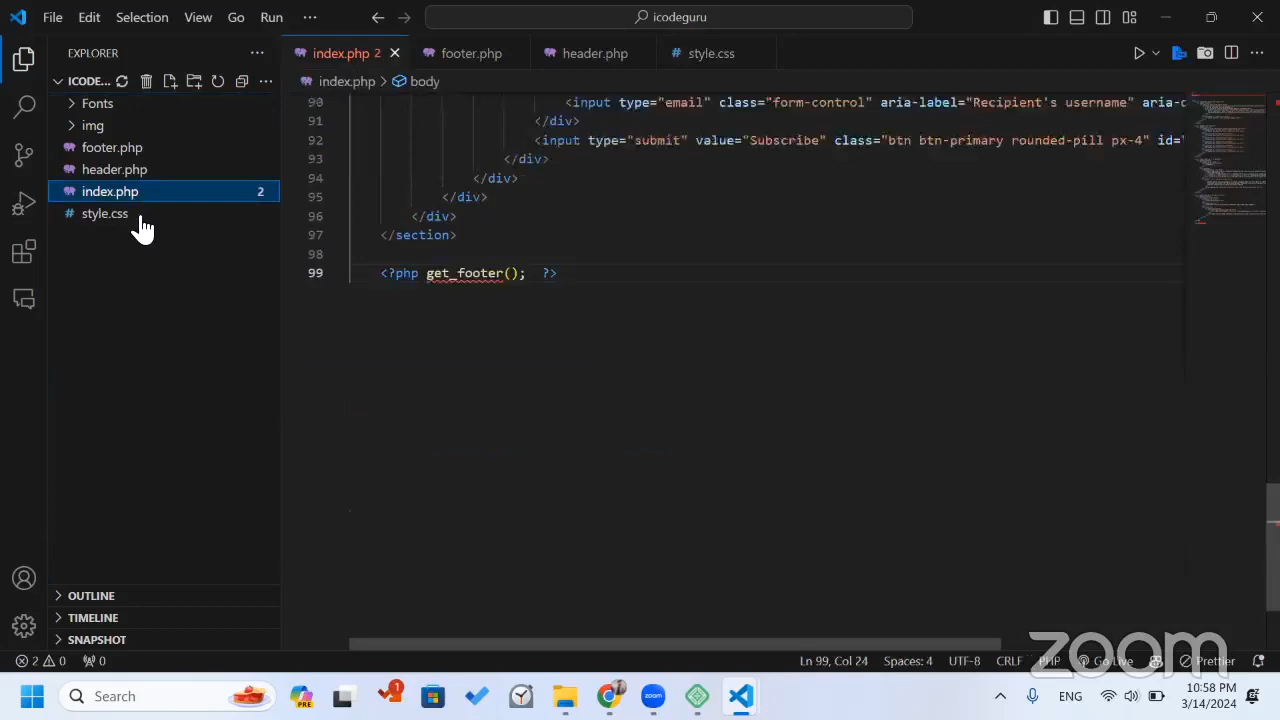 File Edit Selection View Go Run ···
icodeguru
EXPLORER
index.php 2
footer.php
header.php
# style.css
ICODE...
index.php > body
Fonts
img
footer.php
header.php
index.php 2
# style.css
90 <input type="email" class="form-control" aria-label="Recipient's username" aria-d
91 </div>
92 <input type="submit" value="Subscribe" class="btn btn-primary rounded-pill px-4" id="
93 </div>
94 </div>
95 </div>
96 </div>
97 </section>
98
99 <?php get_footer(); ?>
OUTLINE
TIMELINE
SNAPSHOT
2 0 0
Ln 99, Col 24 Spaces: 4 UTF-8 CRLF PHP Go Live Prettier
zoom
Search
PRE
1
zoom
ENG
10:58 PM
3/14/2024